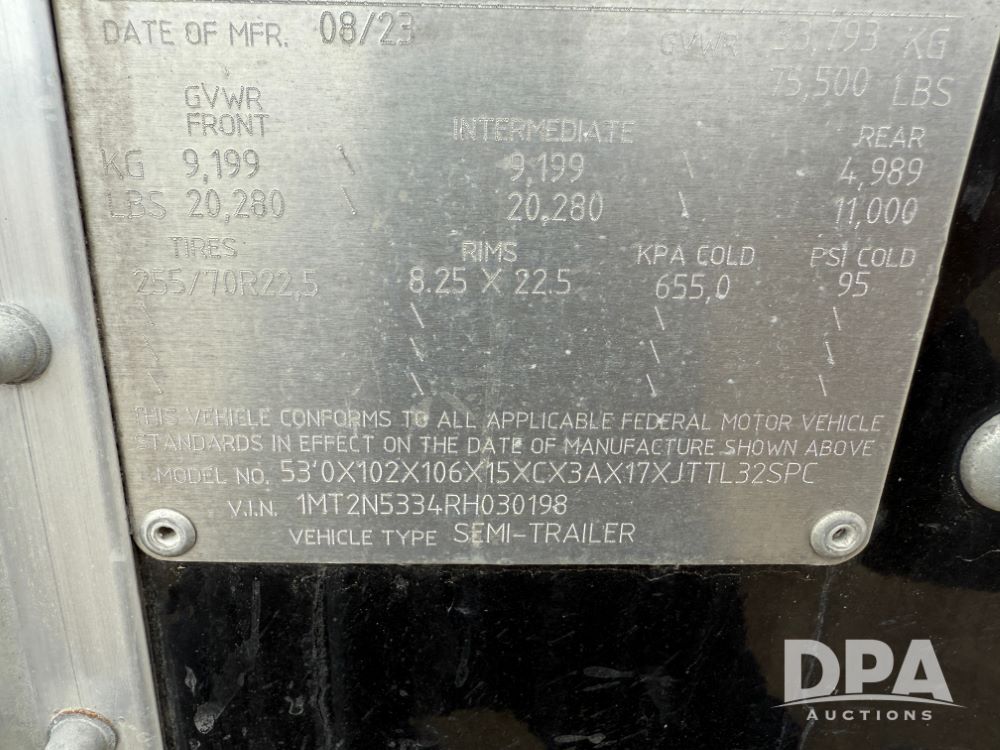 DATE OF MFR. 08/23 GVWR 33,793 KG
75,500 LBS
GVWR
FRONT INTERMEDIATE REAR
KG 9,199 \ 9,199 \ 4,989
LBS 20,280 \ 20,280 \ 11,000
TIRES RIMS KPA COLD PSI COLD
255/70R22,5 8.25 X 22.5 655,0 95
\ \ \ \
\ \ \ \
\ \ \ \
THIS VEHICLE CONFORMS TO ALL APPLICABLE FEDERAL MOTOR VEHICLE
STANDARDS IN EFFECT ON THE DATE OF MANUFACTURE SHOWN ABOVE
MODEL NO. 53'0X102X106X15XCX3AX17XJTTL32SPC
V.I.N. 1MT2N5334RH030198
VEHICLE TYPE SEMI-TRAILER
DPA
AUCTIONS